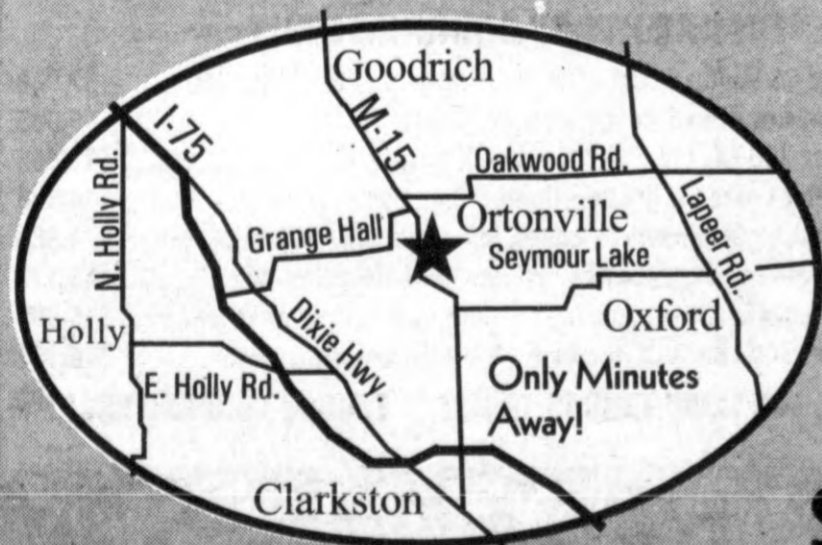 Goodrich
I-75
M-15
Oakwood Rd.
N. Holly Rd.
Ortonville
Lapeer Rd.
Grange Hall
Seymour Lake
Holly
Dixie Hwy.
Oxford
E. Holly Rd.
Only Minutes
Away!
Clarkston